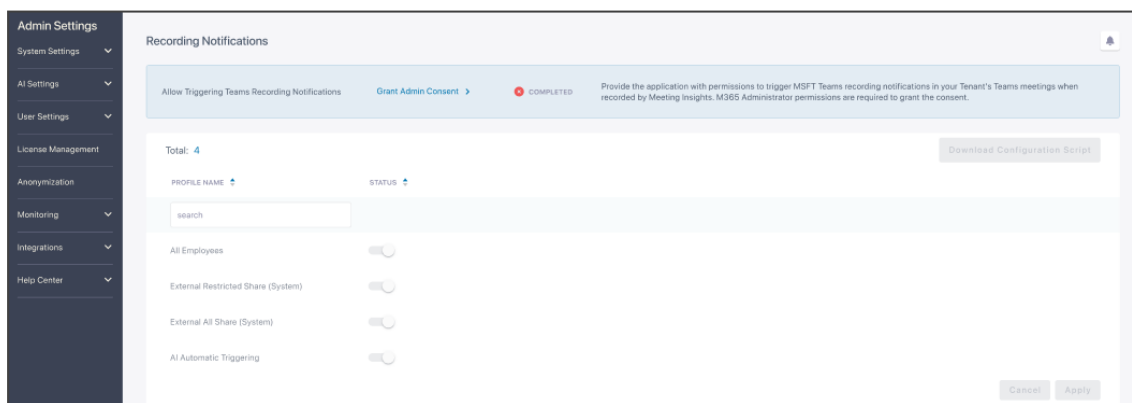 Admin Settings
System Settings
AI Settings
User Settings
License Management
Anonymization
Monitoring
Integrations
Help Center
Recording Notifications
Allow Triggering Teams Recording Notifications
Grant Admin Consent >
COMPLETED
Provide the application with permissions to trigger MSFT Teams recording notifications in your Tenant's Teams meetings when
recorded by Meeting Insights. M365 Administrator permissions are required to grant the consent.
Total: 4
Download Configuration Script
PROFILE NAME
STATUS
search
All Employees
External Restricted Share (System)
External All Share (System)
AI Automatic Triggering
Cancel
Apply